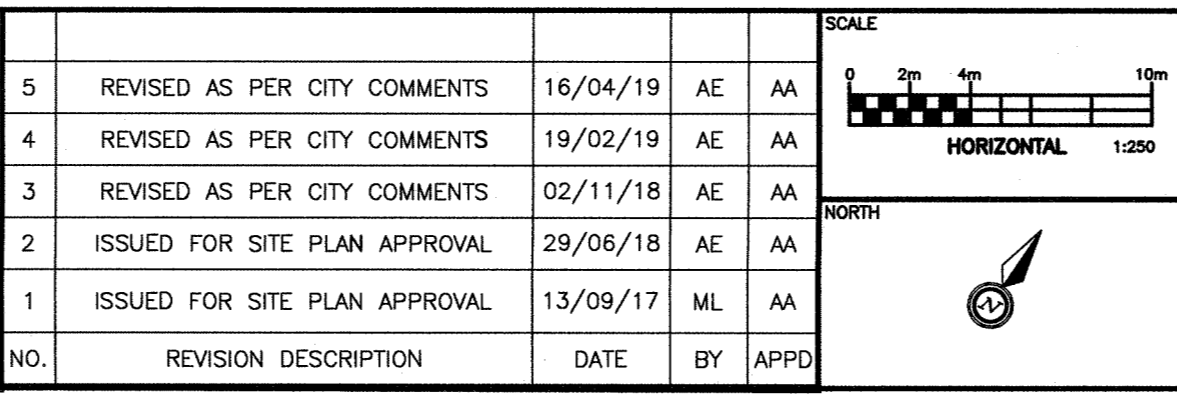 5 REVISED AS PER CITY COMMENTS 16/04/19 AE AA
4 REVISED AS PER CITY COMMENTS 19/02/19 AE AA
3 REVISED AS PER CITY COMMENTS 02/11/18 AE AA
2 ISSUED FOR SITE PLAN APPROVAL 29/06/18 AE AA
1 ISSUED FOR SITE PLAN APPROVAL 13/09/17 ML AA
NO. REVISION DESCRIPTION DATE BY APPD
SCALE
0 2m 4m 10m
HORIZONTAL 1:250
NORTH
N